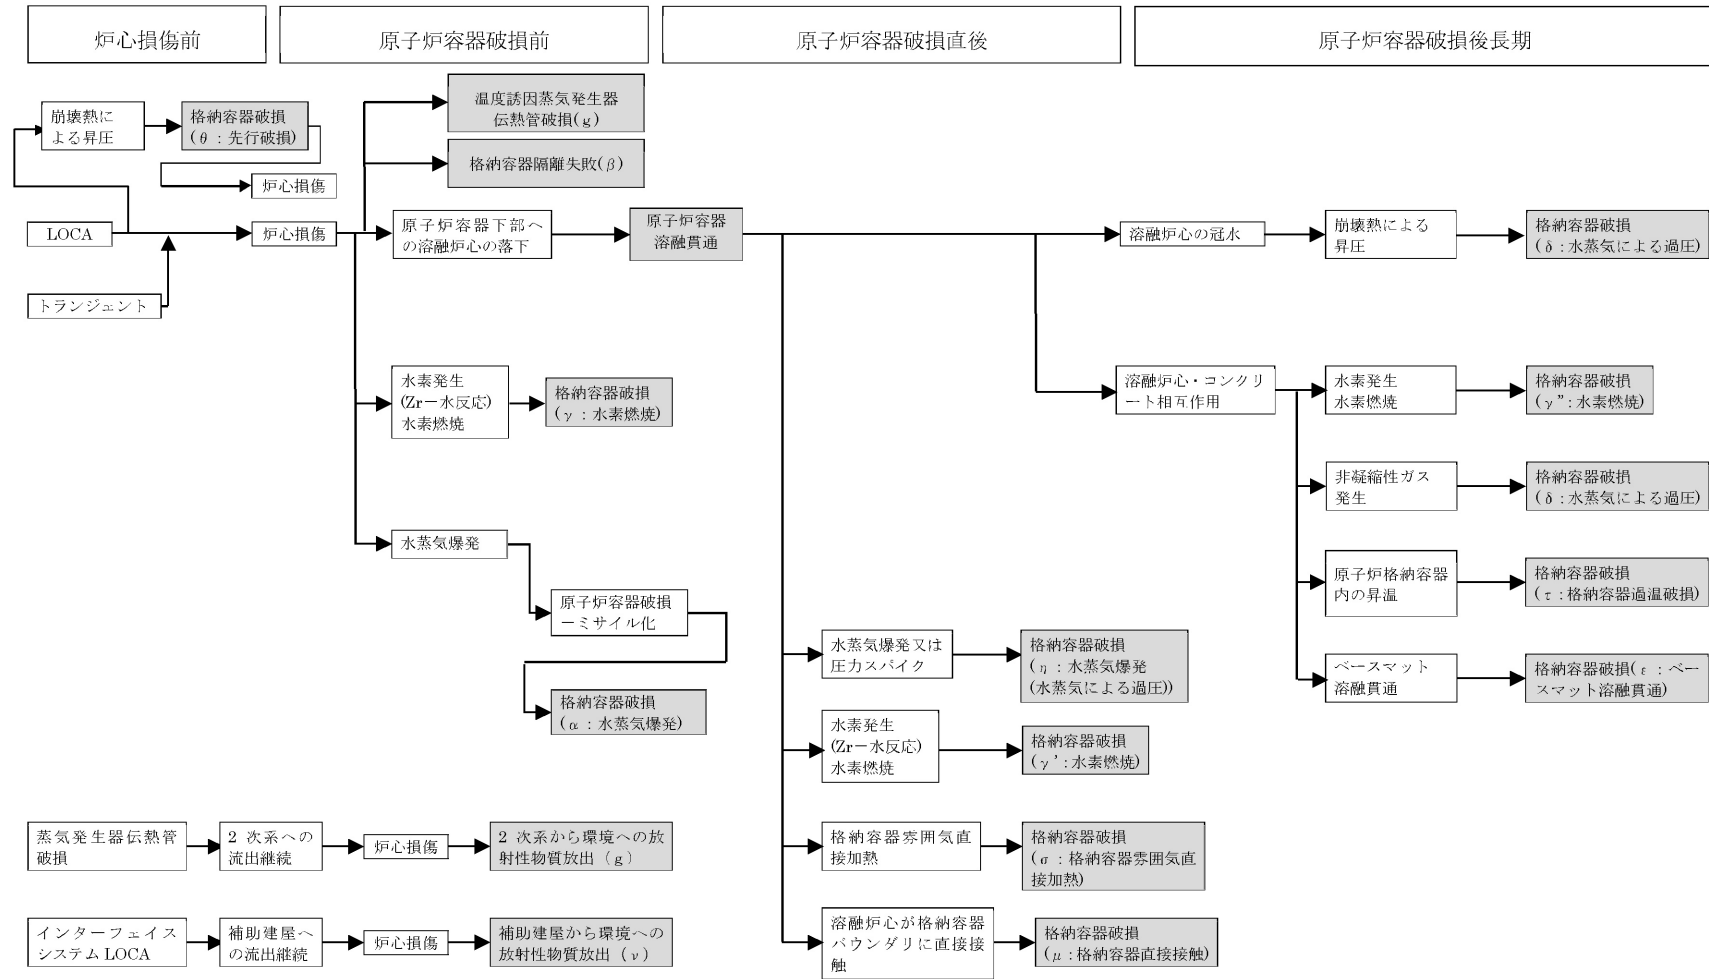 炉心損傷前
原子炉容器破損前
原子炉容器破損直後
原子炉容器破損後長期
崩壊熱に
よる昇圧
格納容器破損
(θ：先行破損)
炉心損傷
温度誘因蒸気発生器
伝熱管破損(g)
格納容器隔離失敗(β)
LOCA
炉心損傷
原子炉容器下部へ
の溶融炉心の落下
原子炉容器
溶融貫通
溶融炉心の冠水
崩壊熱による
昇圧
格納容器破損
(δ：水蒸気による過圧)
トランジェント
水素発生
(Zr－水反応)
水素燃焼
格納容器破損
(γ：水素燃焼)
溶融炉心・コンクリ
ート相互作用
水素発生
水素燃焼
格納容器破損
(γ”：水素燃焼)
非凝縮性ガス
発生
格納容器破損
(δ：水蒸気による過圧)
水蒸気爆発
原子炉格納容器
内の昇温
格納容器破損
(τ：格納容器過温破損)
原子炉容器破損
－ミサイル化
格納容器破損
(α：水蒸気爆発)
水蒸気爆発又は
圧力スパイク
格納容器破損
(η：水蒸気爆発
(水蒸気による過圧))
ベースマット
溶融貫通
格納容器破損(ε：ベー
スマット溶融貫通)
水素発生
(Zr－水反応)
水素燃焼
格納容器破損
(γ’：水素燃焼)
蒸気発生器伝熱管
破損
2 次系への
流出継続
炉心損傷
2 次系から環境への放
射性物質放出（g）
格納容器雰囲気直
接加熱
格納容器破損
(σ：格納容器雰囲気直
接加熱)
インターフェイス
システム LOCA
補助建屋へ
の流出継続
炉心損傷
補助建屋から環境への
放射性物質放出（ν）
溶融炉心が格納容器
バウンダリに直接接
触
格納容器破損
(μ：格納容器直接接触)